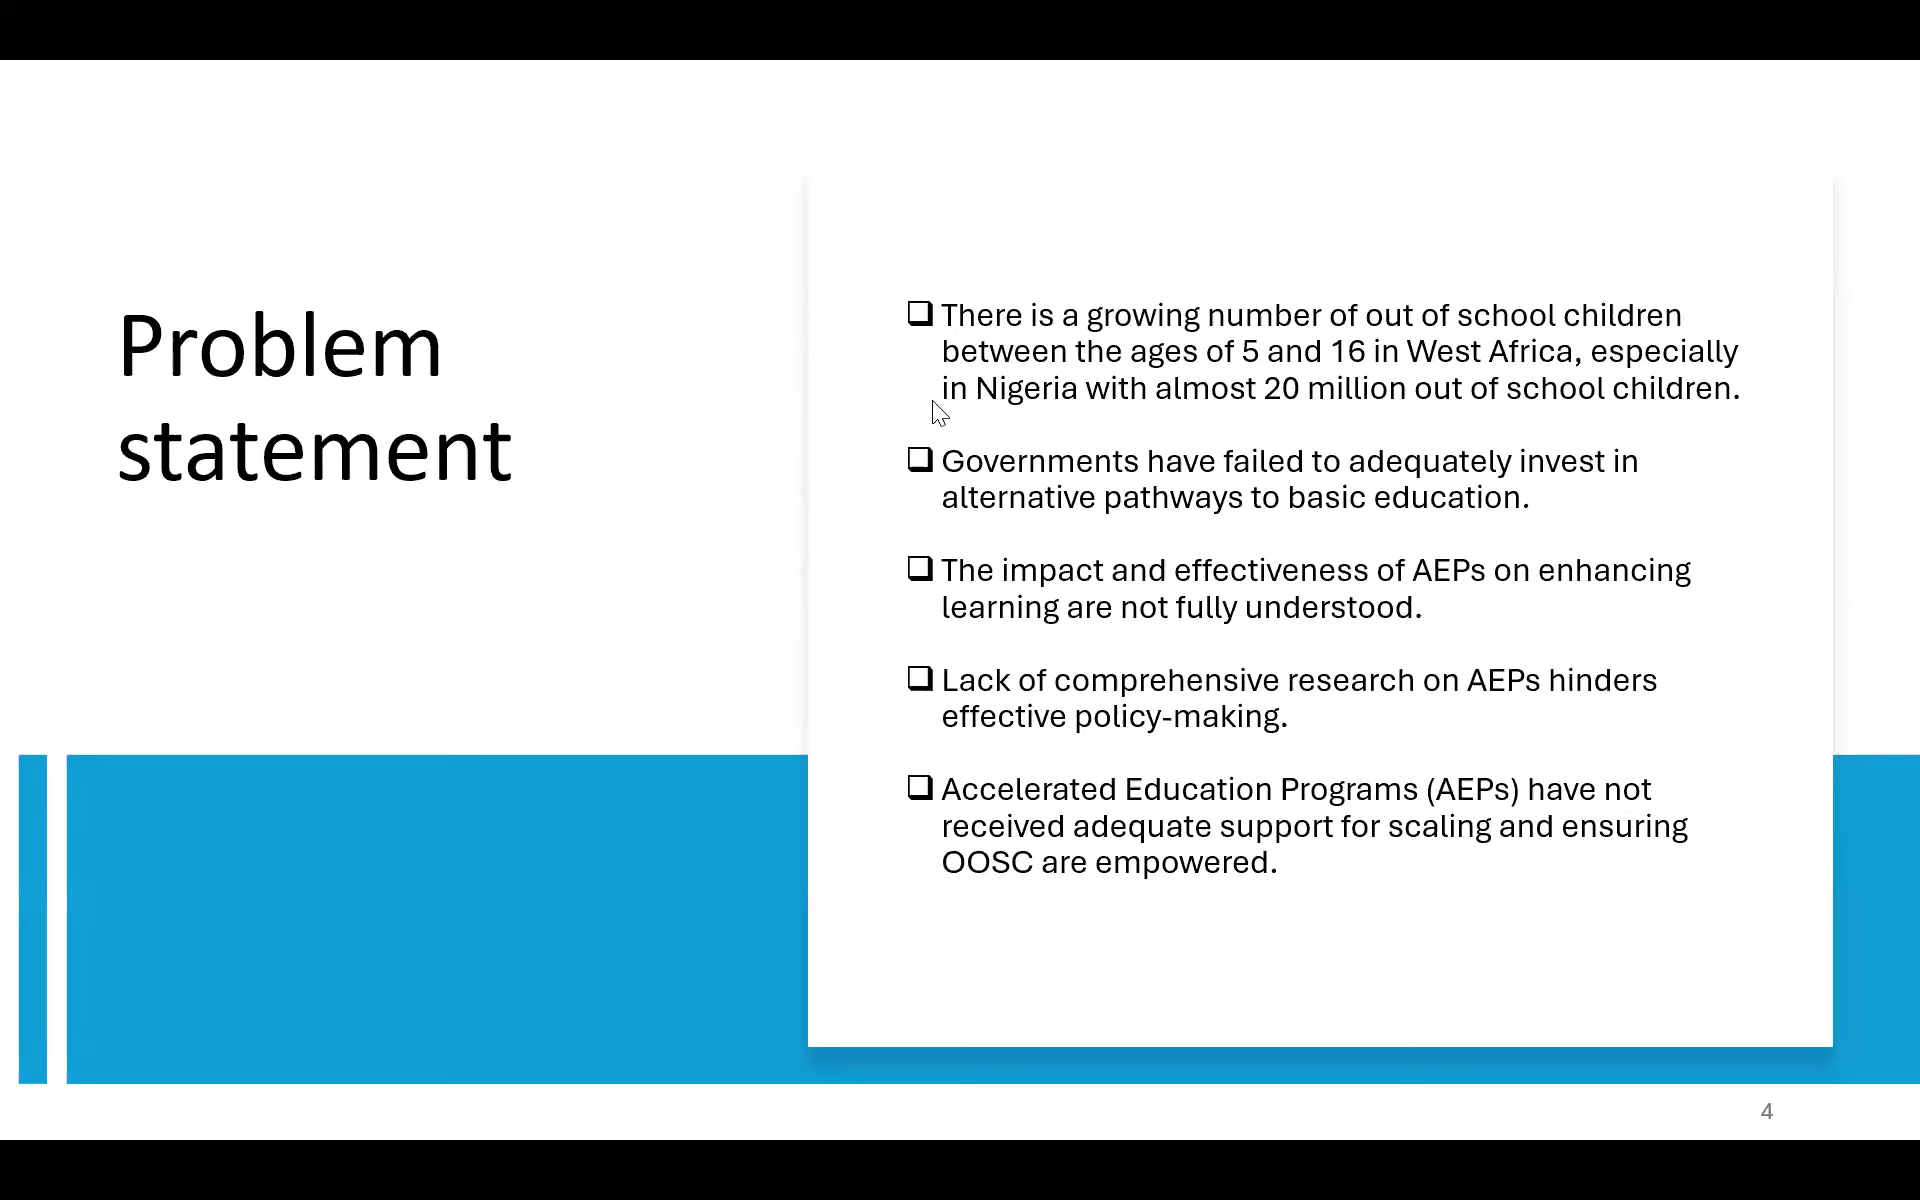 Problem
statement
There is a growing number of out of school children
between the ages of 5 and 16 in West Africa, especially
in Nigeria with almost 20 million out of school children.
Governments have failed to adequately invest in
alternative pathways to basic education.
The impact and effectiveness of AEPs on enhancing
learning are not fully understood.
Lack of comprehensive research on AEPs hinders
effective policy-making.
Accelerated Education Programs (AEPs) have not
received adequate support for scaling and ensuring
OOSC are empowered.
4